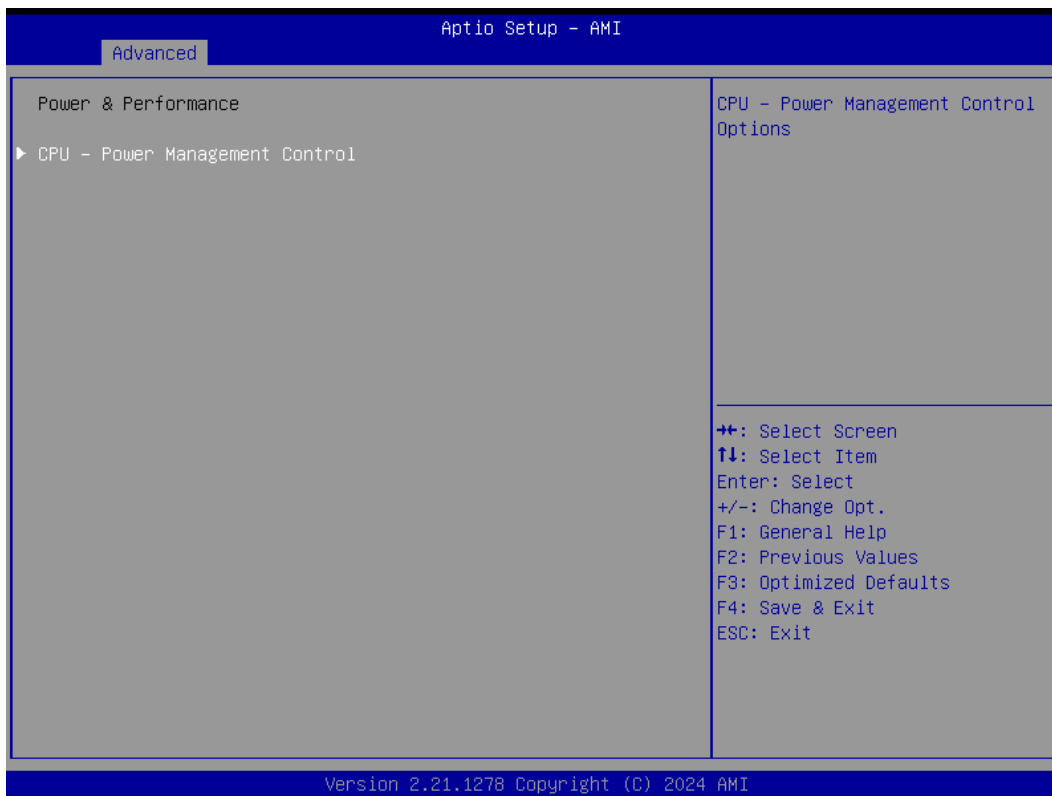 Aptio Setup – AMI
Advanced
Power & Performance
▶ CPU – Power Management Control
CPU – Power Management Control
Options
→←: Select Screen
↑↓: Select Item
Enter: Select
+/-: Change Opt.
F1: General Help
F2: Previous Values
F3: Optimized Defaults
F4: Save & Exit
ESC: Exit
Version 2.21.1278 Copyright (C) 2024 AMI